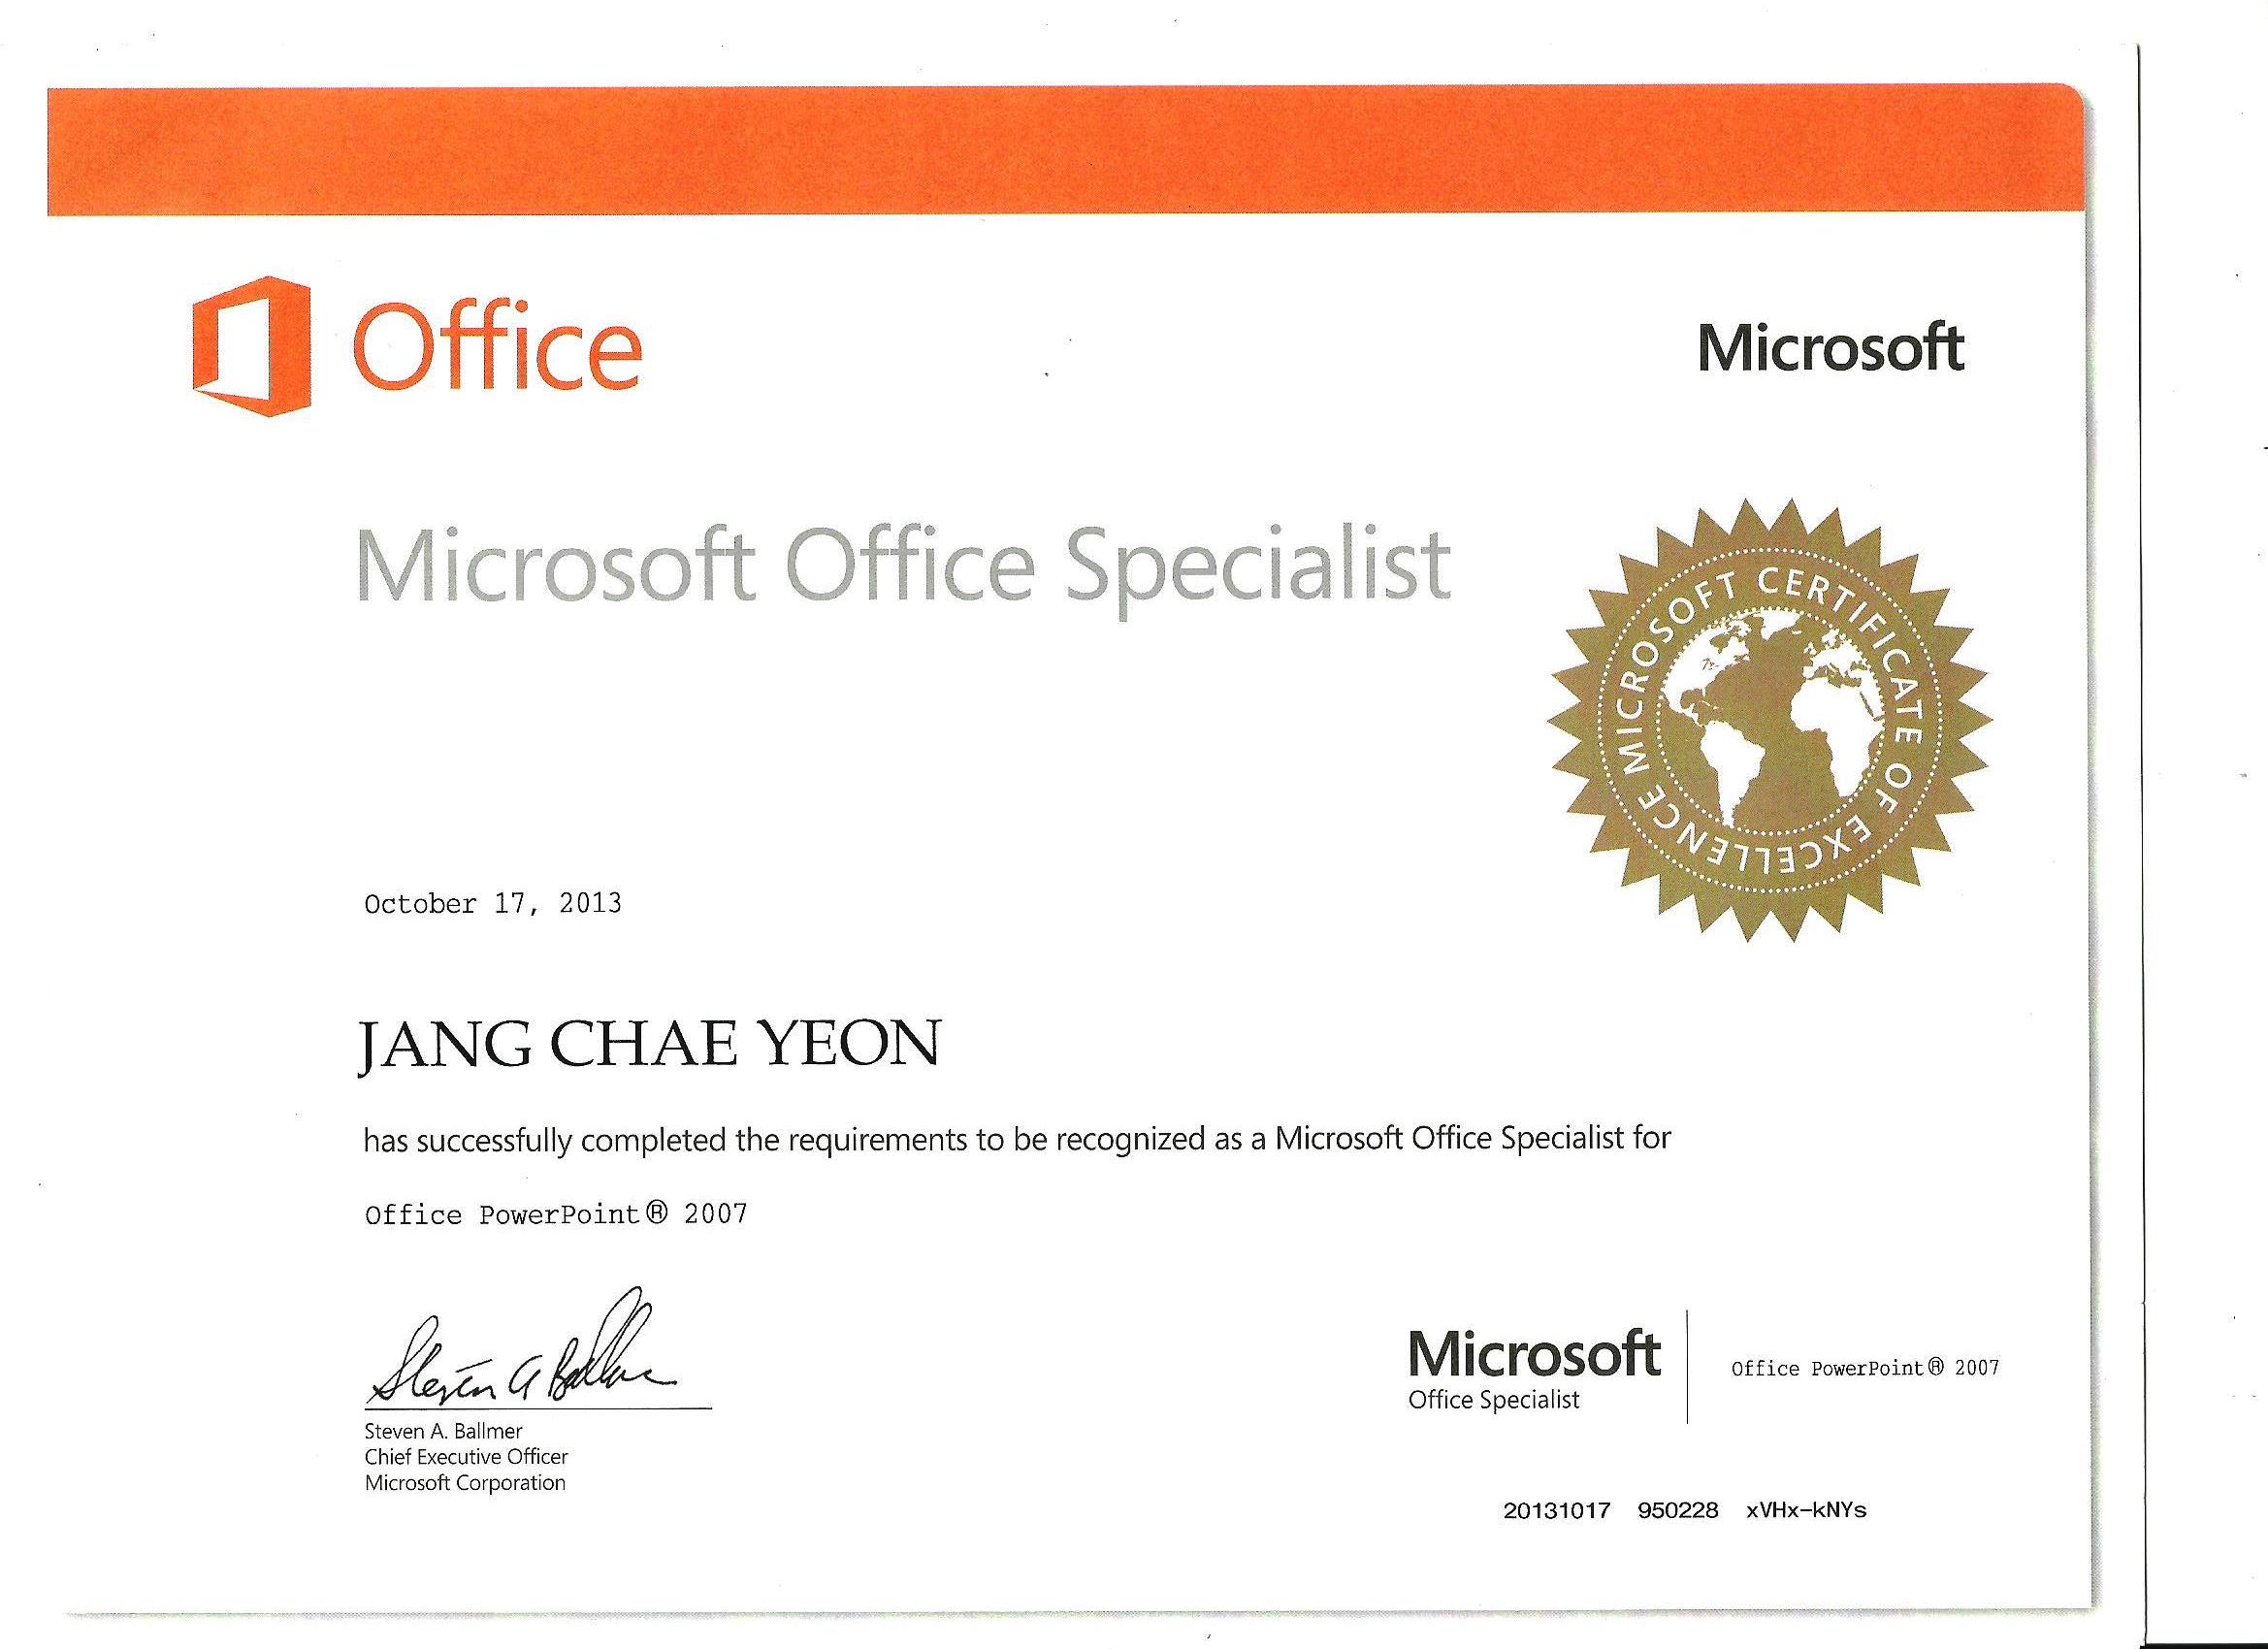 Office
Microsoft
Microsoft Office Specialist
MICROSOFT CERTIFICATE OF EXCELLENCE
October 17, 2013
JANG CHAE YEON
has successfully completed the requirements to be recognized as a Microsoft Office Specialist for
Office PowerPoint® 2007
Steven A Ballmer
Steven A. Ballmer
Chief Executive Officer
Microsoft Corporation
Microsoft
Office Specialist
Office PowerPoint® 2007
20131017 950228 xVHx-kNYs